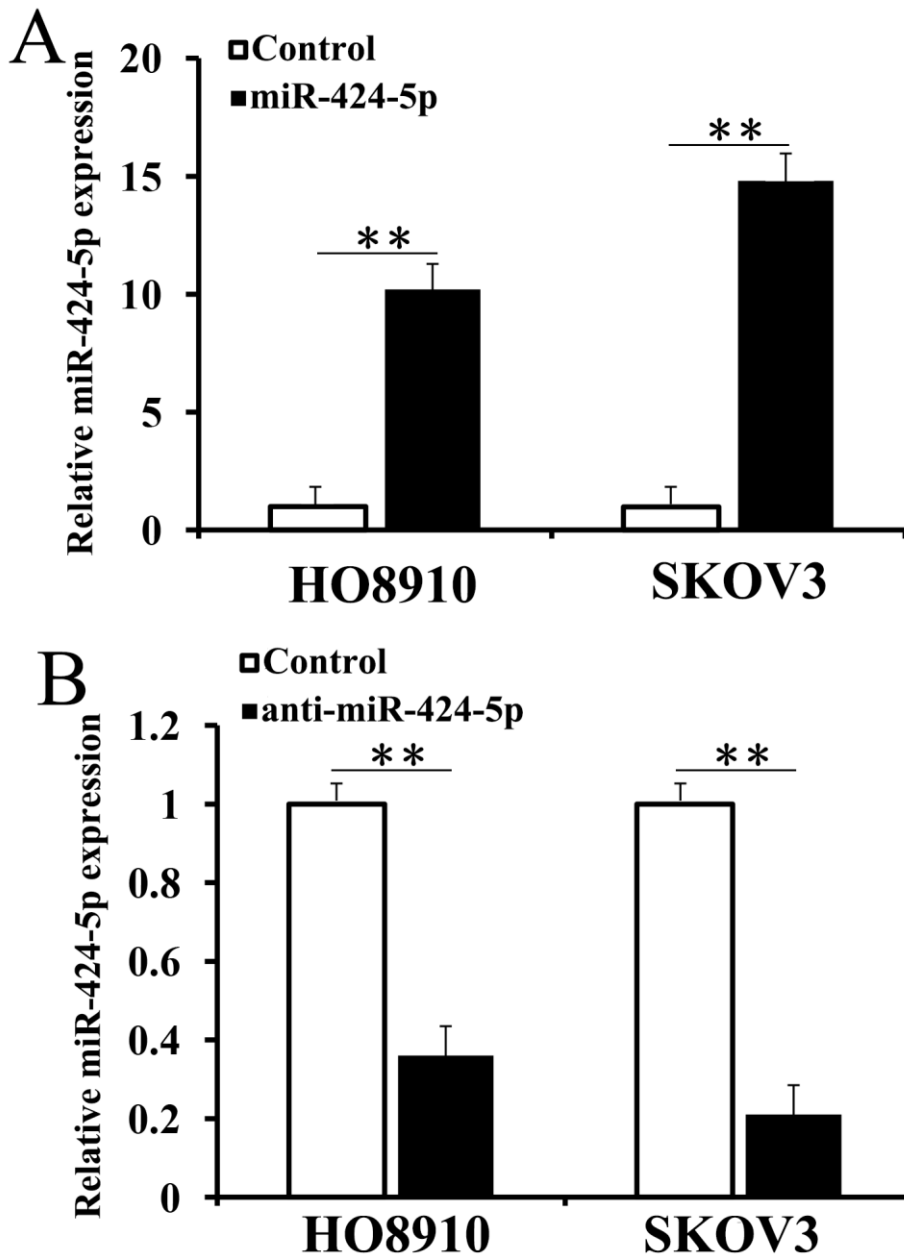 A
Relative miR-424-5p expression
Control
miR-424-5p
20
15
10
5
0
**
**
HO8910
SKOV3
B
Relative miR-424-5p expression
Control
anti-miR-424-5p
1.2
1
0.8
0.6
0.4
0.2
0
**
**
HO8910
SKOV3